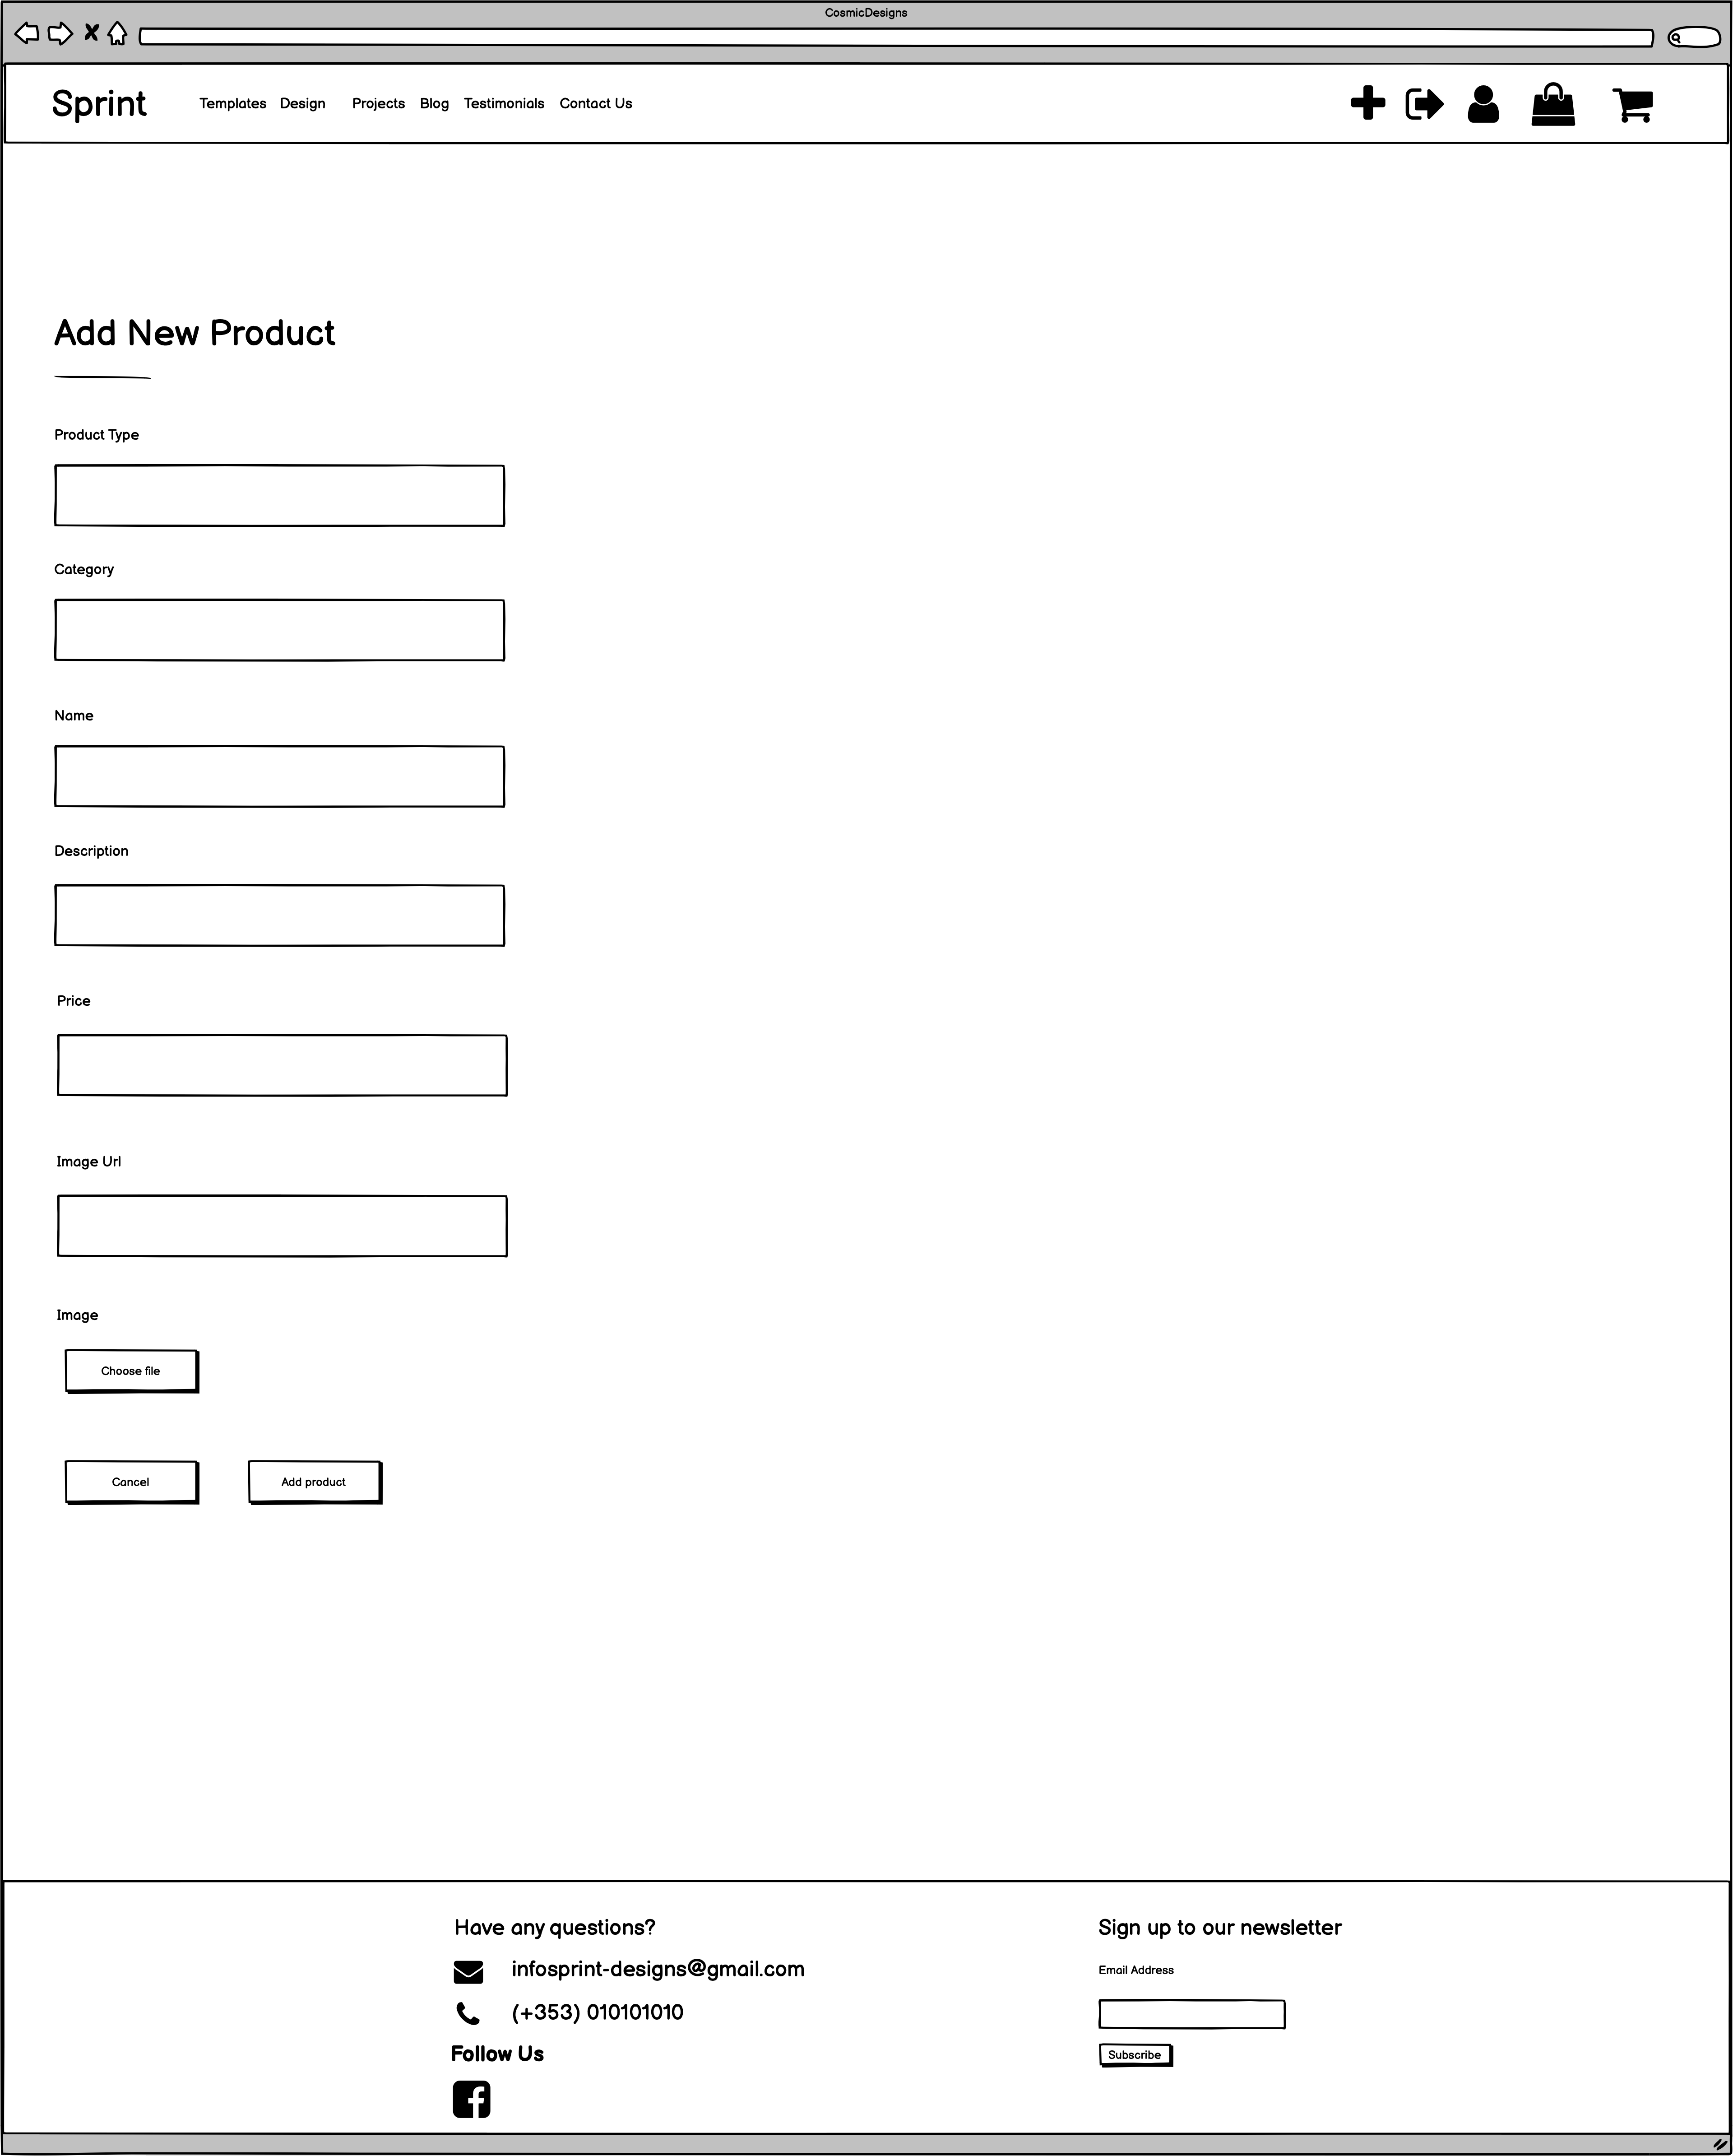 CosmicDesigns
Sprint Templates Design Projects Blog Testimonials Contact Us
Add New Product
Product Type
Category
Name
Description
Price
Image Url
Image
Choose file
Cancel Add product
Have any questions?
infosprint-designs@gmail.com
(+353) 010101010
Follow Us
Sign up to our newsletter
Email Address
Subscribe